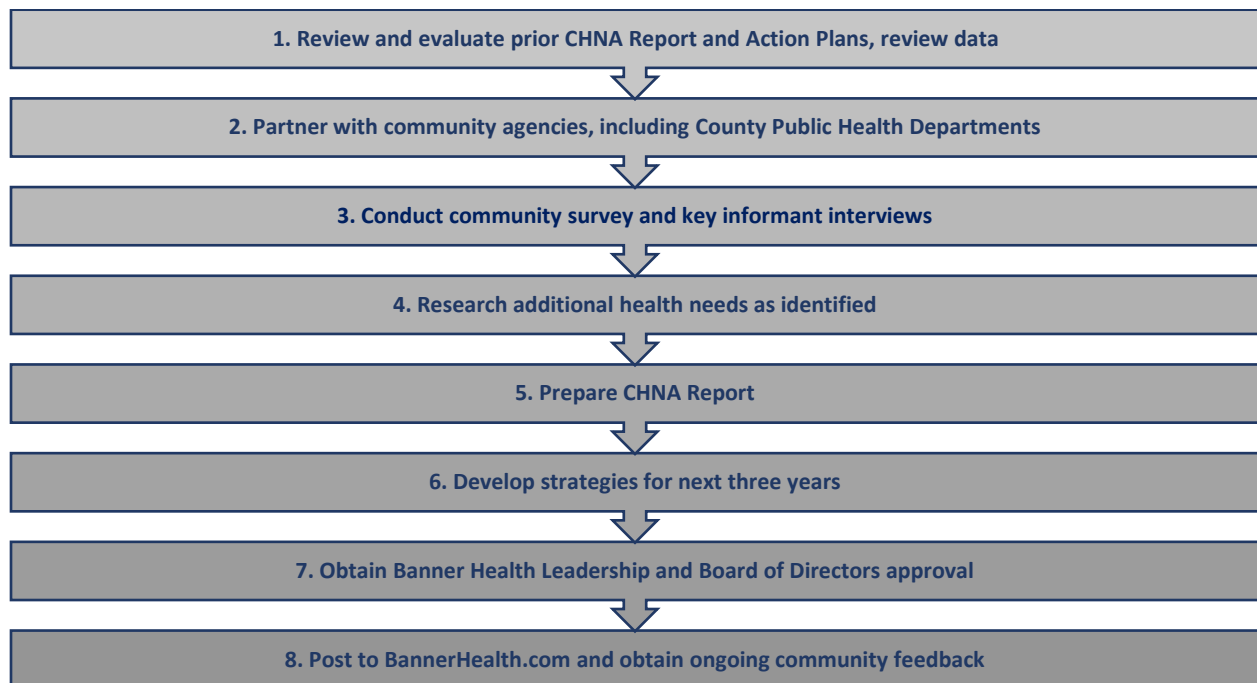 1. Review and evaluate prior CHNA Report and Action Plans, review data
2. Partner with community agencies, including County Public Health Departments
3. Conduct community survey and key informant interviews
4. Research additional health needs as identified
5. Prepare CHNA Report
6. Develop strategies for next three years
7. Obtain Banner Health Leadership and Board of Directors approval
8. Post to BannerHealth.com and obtain ongoing community feedback